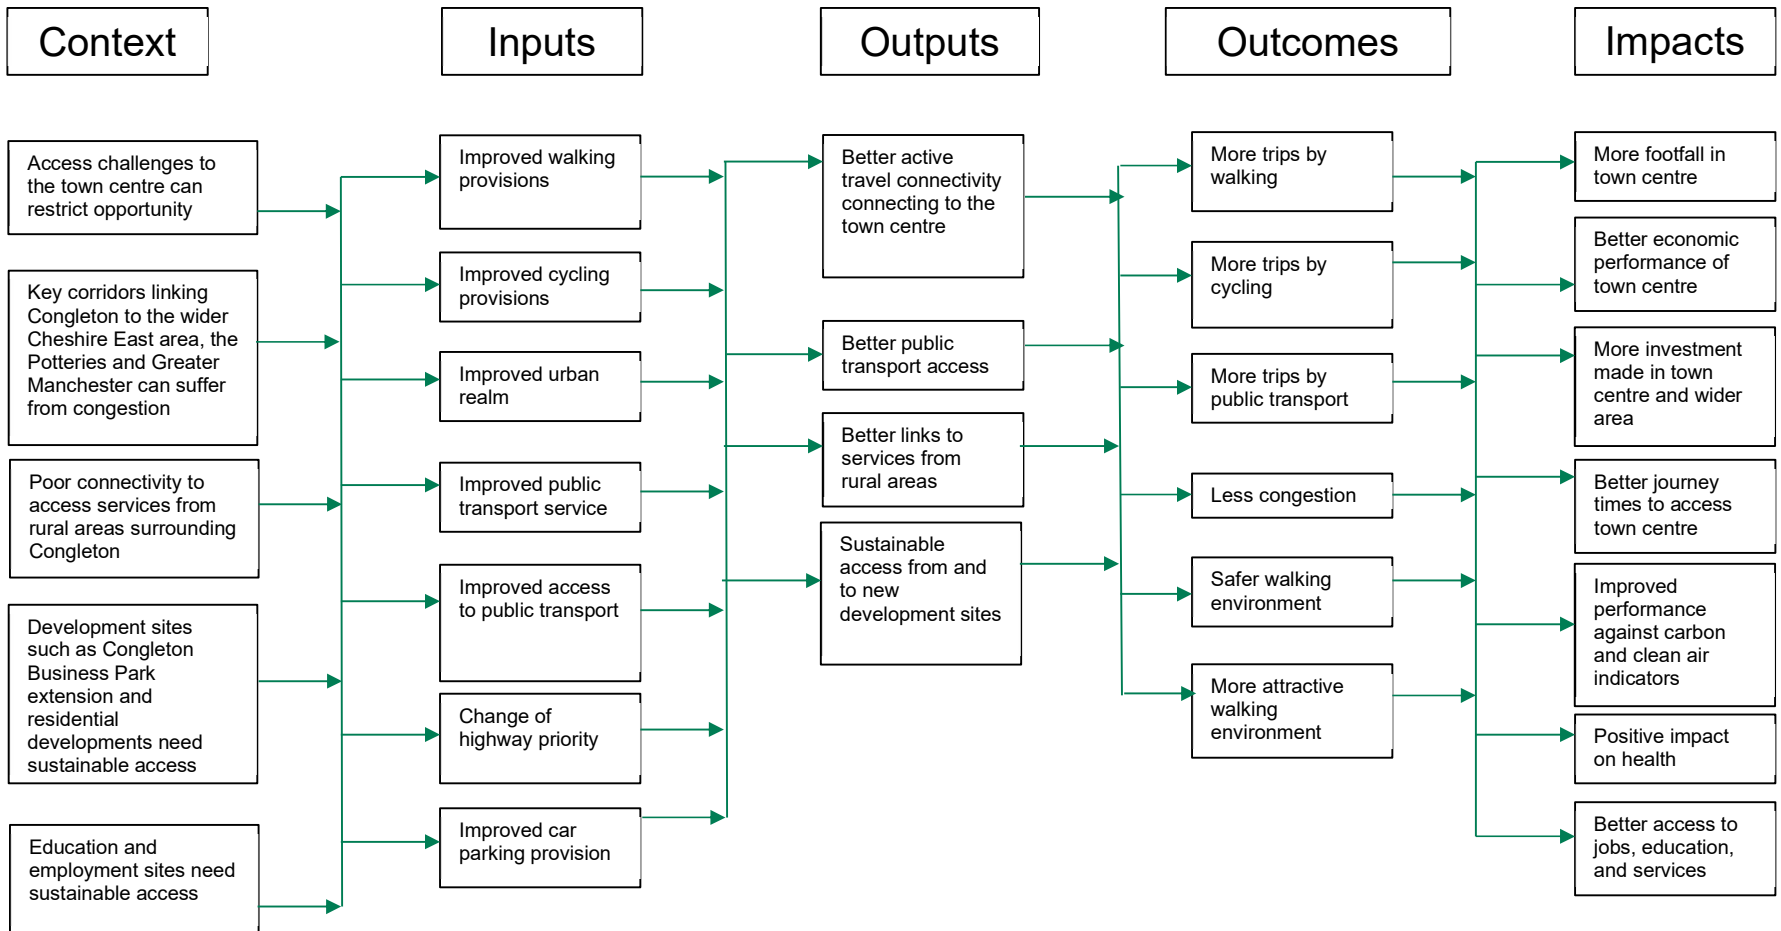 Context
Inputs
Outputs
Outcomes
Impacts
Access challenges to
the town centre can
restrict opportunity
Key corridors linking
Congleton to the wider
Cheshire East area, the
Potteries and Greater
Manchester can suffer
from congestion
Poor connectivity to
access services from
rural areas surrounding
Congleton
Development sites
such as Congleton
Business Park
extension and
residential
developments need
sustainable access
Education and
employment sites need
sustainable access
Improved walking
provisions
Improved cycling
provisions
Improved urban
realm
Improved public
transport service
Improved access
to public transport
Change of
highway priority
Improved car
parking provision
Better active
travel connectivity
connecting to the
town centre
Better public
transport access
Better links to
services from
rural areas
Sustainable
access from and
to new
development sites
More trips by
walking
More trips by
cycling
More trips by
public transport
Less congestion
Safer walking
environment
More attractive
walking
environment
More footfall in
town centre
Better economic
performance of
town centre
More investment
made in town
centre and wider
area
Better journey
times to access
town centre
Improved
performance
against carbon
and clean air
indicators
Positive impact
on health
Better access to
jobs, education,
and services